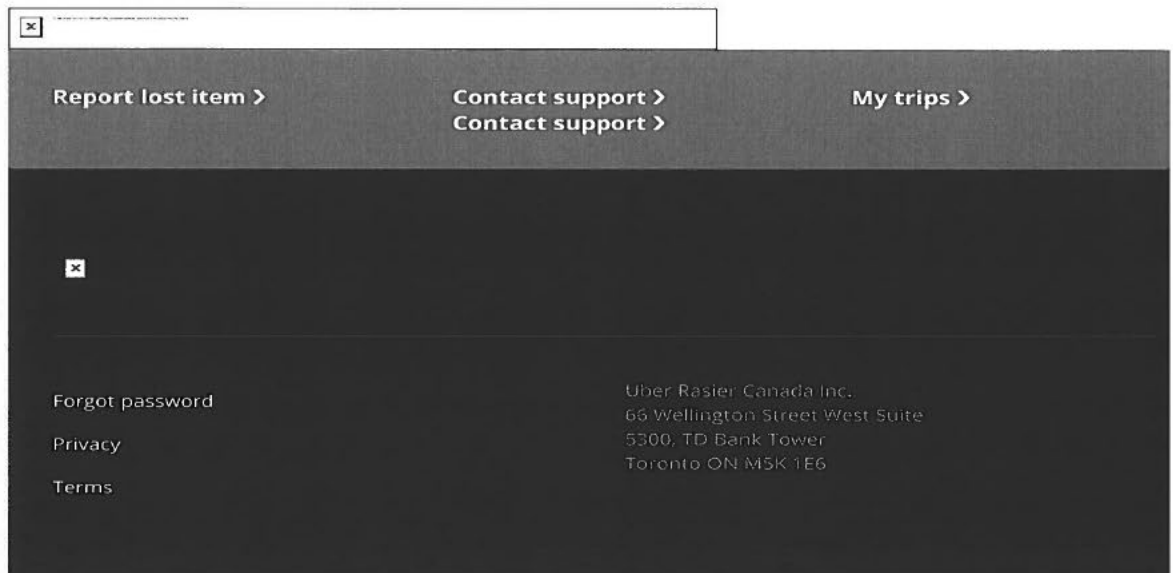 Report lost item >
Contact support >
Contact support >
My trips >
Forgot password
Privacy
Terms
Uber Rasier Canada Inc.
66 Wellington Street West Suite
5300, TD Bank Tower
Toronto ON M5K 1E6